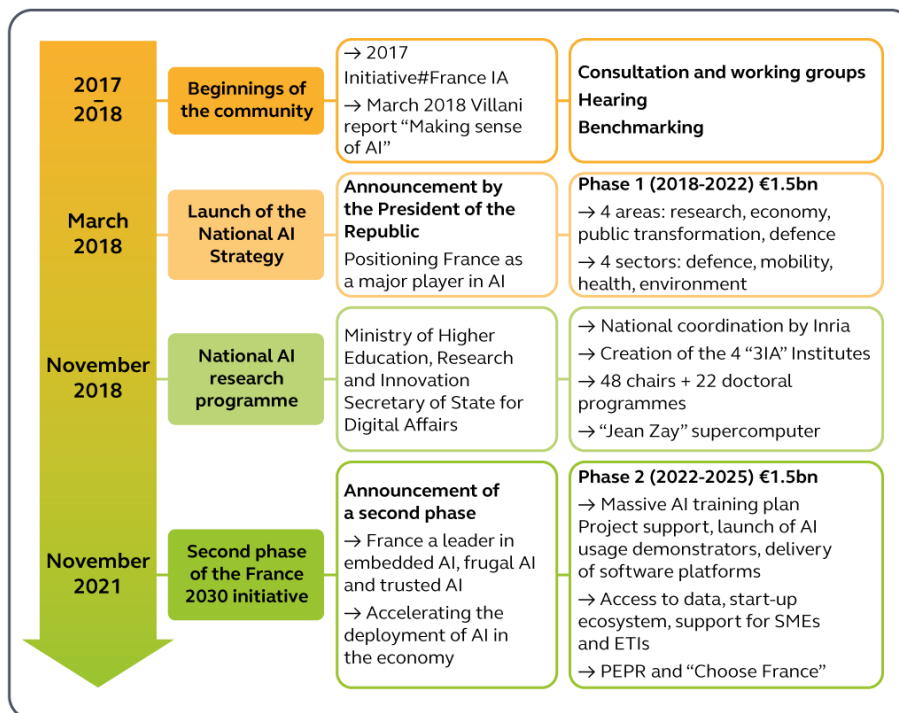 2017
–
2018
Beginnings of
the community
→ 2017
Initiative#France IA
→ March 2018 Villani
report “Making sense
of AI”
Consultation and working groups
Hearing
Benchmarking
March
2018
Launch of the
National AI
Strategy
Announcement by
the President of the
Republic
Positioning France as
a major player in AI
Phase 1 (2018-2022) €1.5bn
→ 4 areas: research, economy,
public transformation, defence
→ 4 sectors: defence, mobility,
health, environment
November
2018
National AI
research
programme
Ministry of Higher
Education, Research
and Innovation
Secretary of State for
Digital Affairs
→ National coordination by Inria
→ Creation of the 4 “3IA” Institutes
→ 48 chairs + 22 doctoral
programmes
→ “Jean Zay” supercomputer
November
2021
Second phase
of the France
2030 initiative
Announcement of
a second phase
→ France a leader in
embedded AI, frugal AI
and trusted AI
→ Accelerating the
deployment of AI in
the economy
Phase 2 (2022-2025) €1.5bn
→ Massive AI training plan
Project support, launch of AI
usage demonstrators, delivery
of software platforms
→ Access to data, start-up
ecosystem, support for SMEs
and ETIs
→ PEPR and “Choose France”